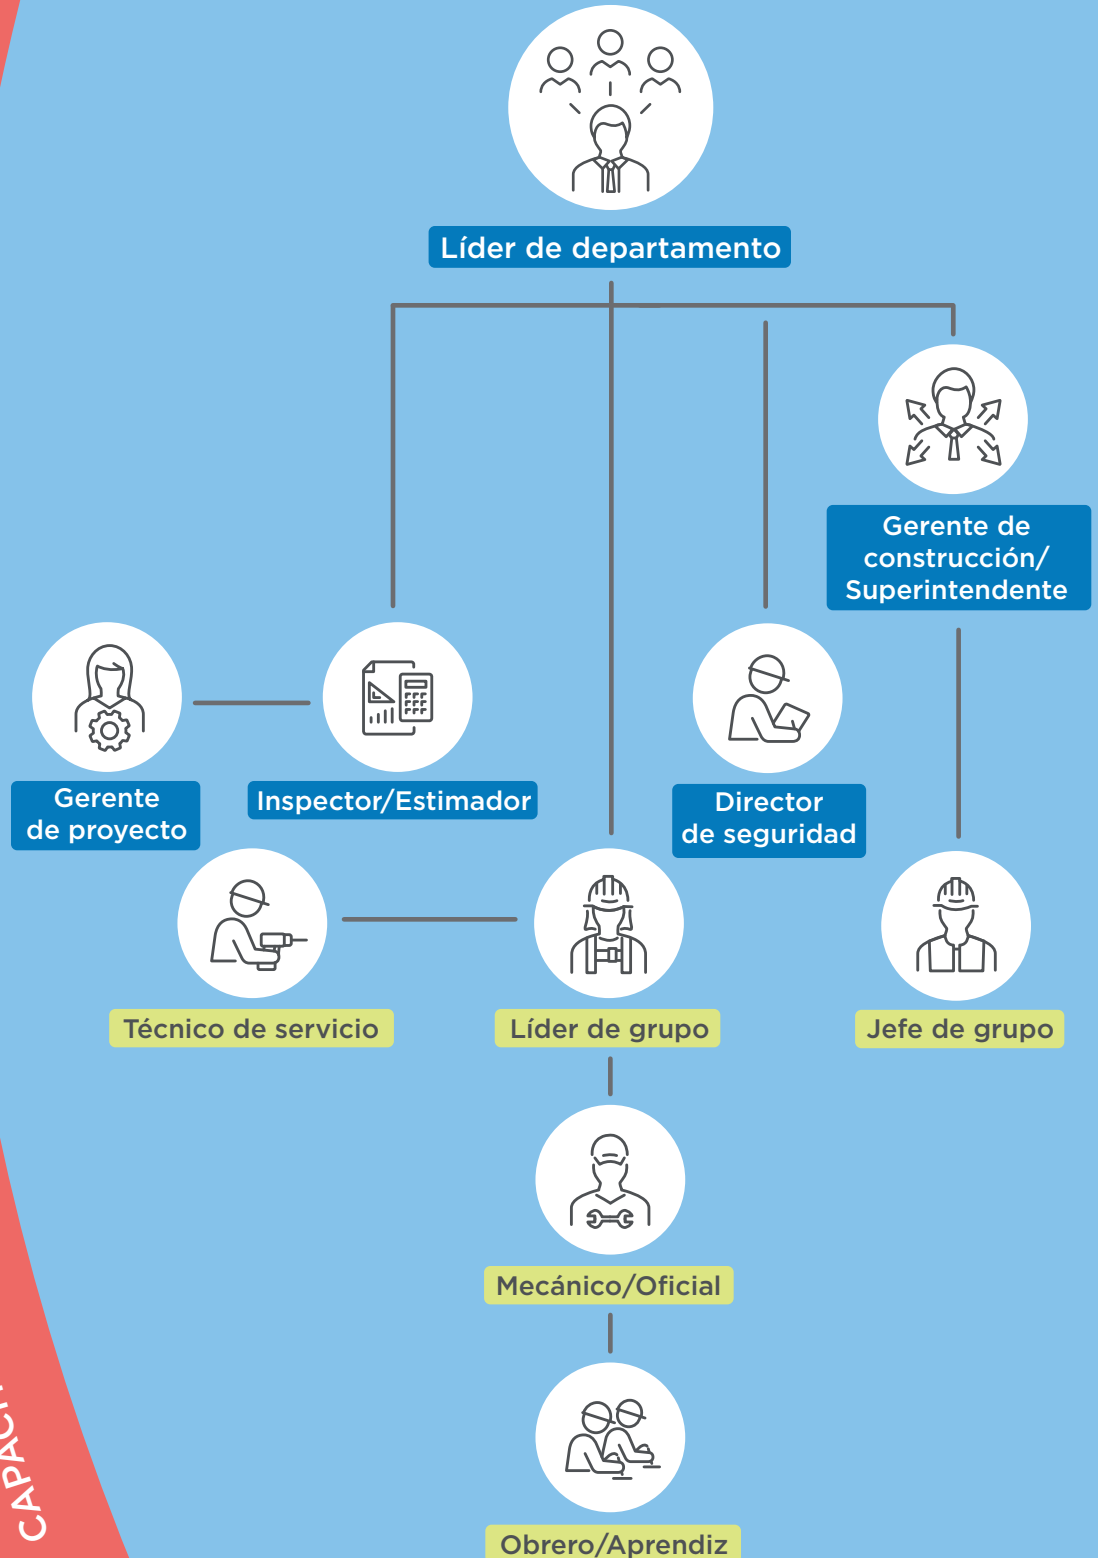 Líder de departamento
Gerente de
construcción/
Superintendente
Gerente
de proyecto
Inspector/Estimador
Director
de seguridad
Técnico de servicio
Líder de grupo
Jefe de grupo
Mecánico/Oficial
Obrero/Aprendiz